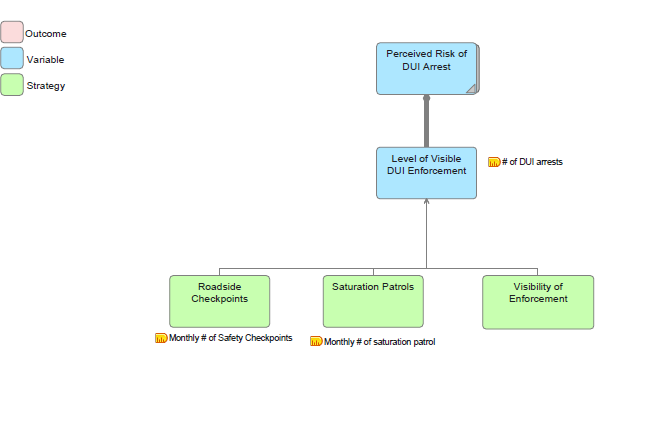 Outcome
Variable
Strategy
Perceived Risk of
DUI Arrest
Level of Visible
DUI Enforcement
# of DUI arrests
Roadside
Checkpoints
Saturation Patrols
Visibility of
Enforcement
Monthly # of Safety Checkpoints
Monthly # of saturation patrol